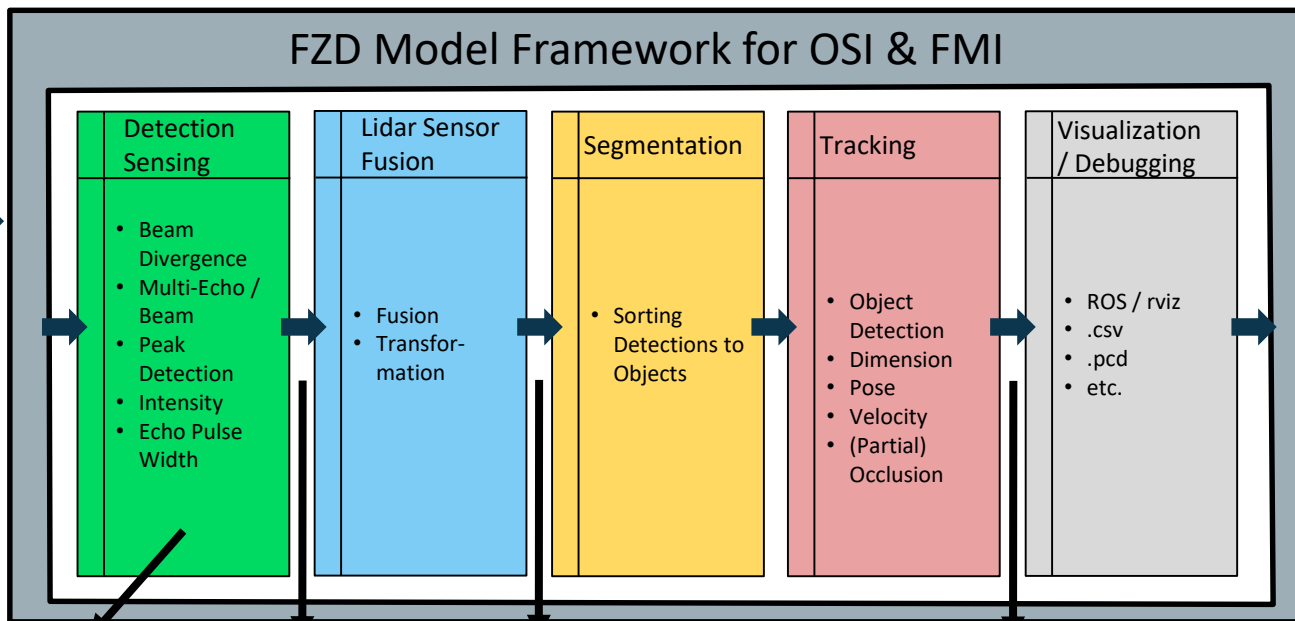 FZD Model Framework for OSI & FMI
Detection
Sensing
• Beam
Divergence
• Multi-Echo /
Beam
• Peak
Detection
• Intensity
• Echo Pulse
Width
Lidar Sensor
Fusion
• Fusion
• Transfor-
mation
Segmentation
• Sorting
Detections to
Objects
Tracking
• Object
Detection
• Dimension
• Pose
• Velocity
• (Partial)
Occlusion
Visualization
/ Debugging
• ROS / rviz
• .csv
• .pcd
• etc.